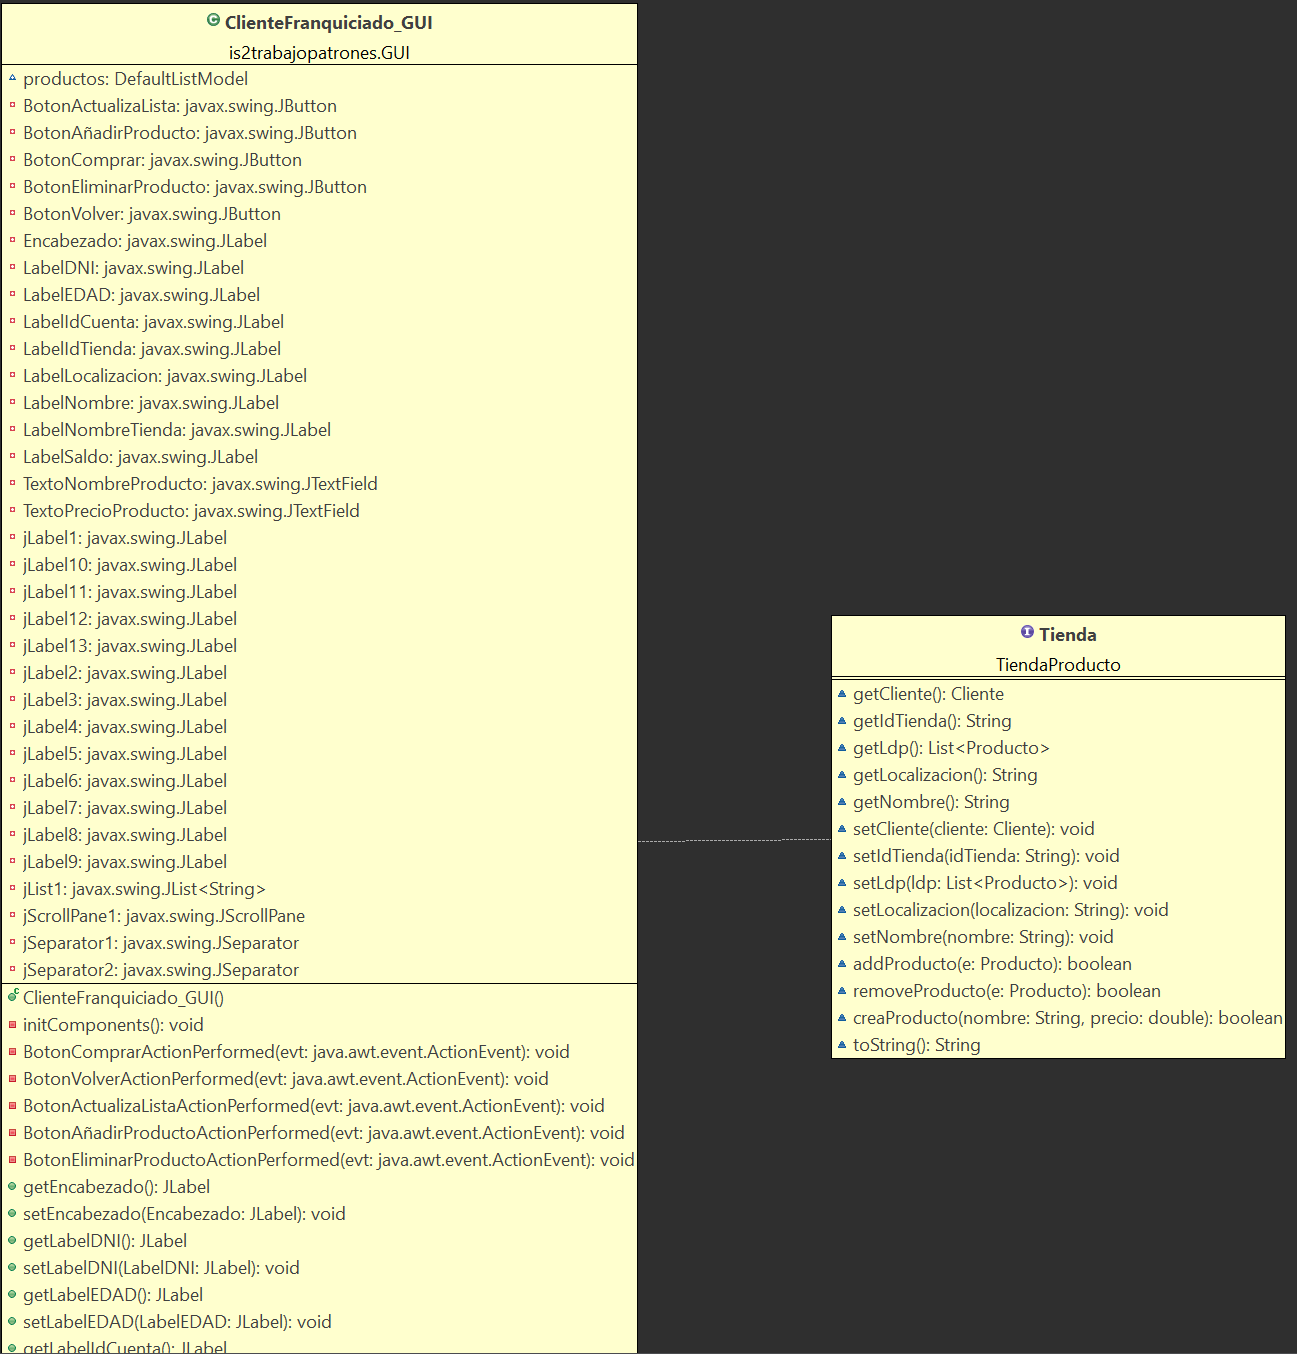 ClienteFranquiciado_GUI
is2trabajopatrones.GUI
productos: DefaultListModel
BotonActualizaLista: javax.swing.JButton
BotonAñadirProducto: javax.swing.JButton
BotonComprar: javax.swing.JButton
BotonEliminarProducto: javax.swing.JButton
BotonVolver: javax.swing.JButton
Encabezado: javax.swing.JLabel
LabelDNI: javax.swing.JLabel
LabelEDAD: javax.swing.JLabel
LabelIdCuenta: javax.swing.JLabel
LabelIdTienda: javax.swing.JLabel
LabelLocalizacion: javax.swing.JLabel
LabelNombre: javax.swing.JLabel
LabelNombreTienda: javax.swing.JLabel
LabelSaldo: javax.swing.JLabel
TextoNombreProducto: javax.swing.JTextField
TextoPrecioProducto: javax.swing.JTextField
jLabel1: javax.swing.JLabel
jLabel10: javax.swing.JLabel
jLabel11: javax.swing.JLabel
jLabel12: javax.swing.JLabel
jLabel13: javax.swing.JLabel
jLabel2: javax.swing.JLabel
jLabel3: javax.swing.JLabel
jLabel4: javax.swing.JLabel
jLabel5: javax.swing.JLabel
jLabel6: javax.swing.JLabel
jLabel7: javax.swing.JLabel
jLabel8: javax.swing.JLabel
jLabel9: javax.swing.JLabel
jList1: javax.swing.JList<String>
jScrollPane1: javax.swing.JScrollPane
jSeparator1: javax.swing.JSeparator
jSeparator2: javax.swing.JSeparator
ClienteFranquiciado_GUI()
initComponents(): void
BotonComprarActionPerformed(evt: java.awt.event.ActionEvent): void
BotonVolverActionPerformed(evt: java.awt.event.ActionEvent): void
BotonActualizaListaActionPerformed(evt: java.awt.event.ActionEvent): void
BotonAñadirProductoActionPerformed(evt: java.awt.event.ActionEvent): void
BotonEliminarProductoActionPerformed(evt: java.awt.event.ActionEvent): void
getEncabezado(): JLabel
setEncabezado(Encabezado: JLabel): void
getLabelDNI(): JLabel
setLabelDNI(LabelDNI: JLabel): void
getLabelEDAD(): JLabel
setLabelEDAD(LabelEDAD: JLabel): void
getLabelIdCuenta(): JLabel
Tienda
TiendaProducto
getCliente(): Cliente
getIdTienda(): String
getLdp(): List<Producto>
getLocalizacion(): String
getNombre(): String
setCliente(cliente: Cliente): void
setIdTienda(idTienda: String): void
setLdp(ldp: List<Producto>): void
setLocalizacion(localizacion: String): void
setNombre(nombre: String): void
addProducto(e: Producto): boolean
removeProducto(e: Producto): boolean
creaProducto(nombre: String, precio: double): boolean
toString(): String